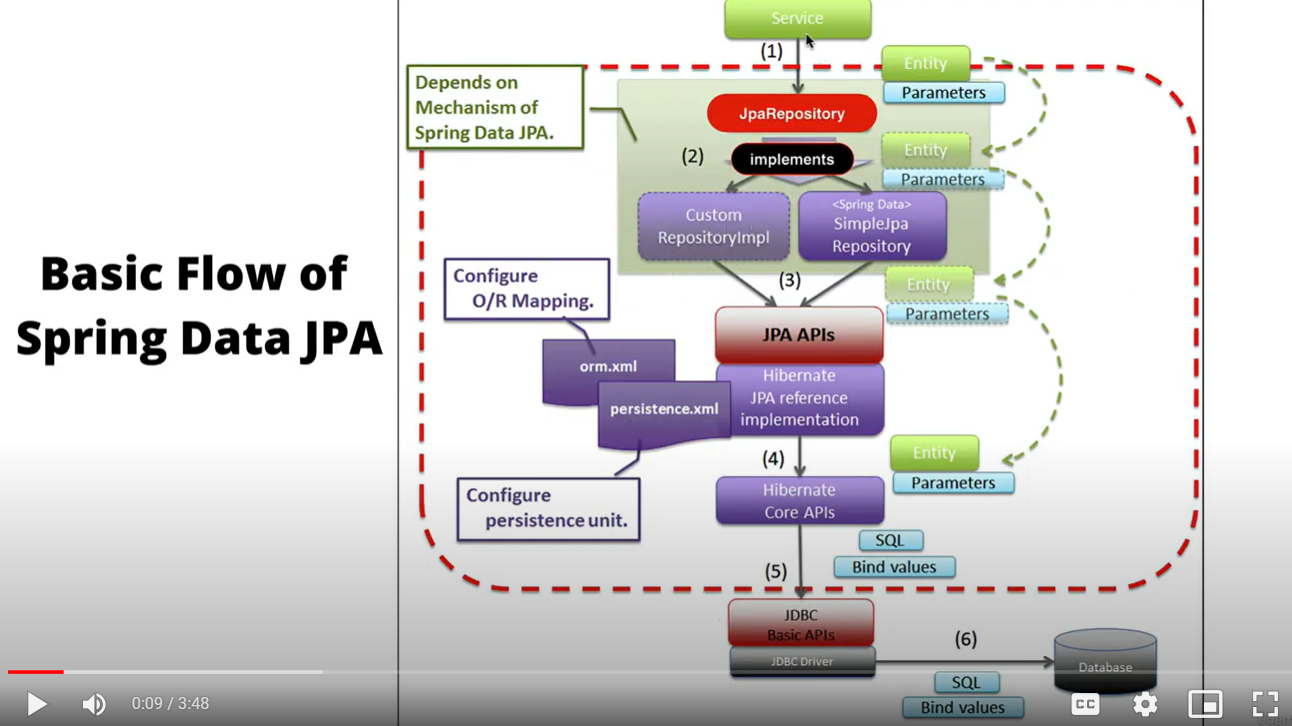 Basic Flow of
Spring Data JPA
Service
(1)
Entity
Parameters
Depends on
Mechanism of
Spring Data JPA.
JpaRepository
(2)
implements
Entity
Parameters
Custom
RepositoryImpl
<Spring Data>
SimpleJpa
Repository
Configure
O/R Mapping.
(3)
Entity
Parameters
JPA APIs
orm.xml
Hibernate
JPA reference
implementation
persistence.xml
(4)
Entity
Parameters
Configure
persistence unit.
Hibernate
Core APIs
SQL
Bind values
(5)
JDBC
Basic APIs
JDBC Driver
(6)
Database
SQL
Bind values
0:09 / 3:48
CC